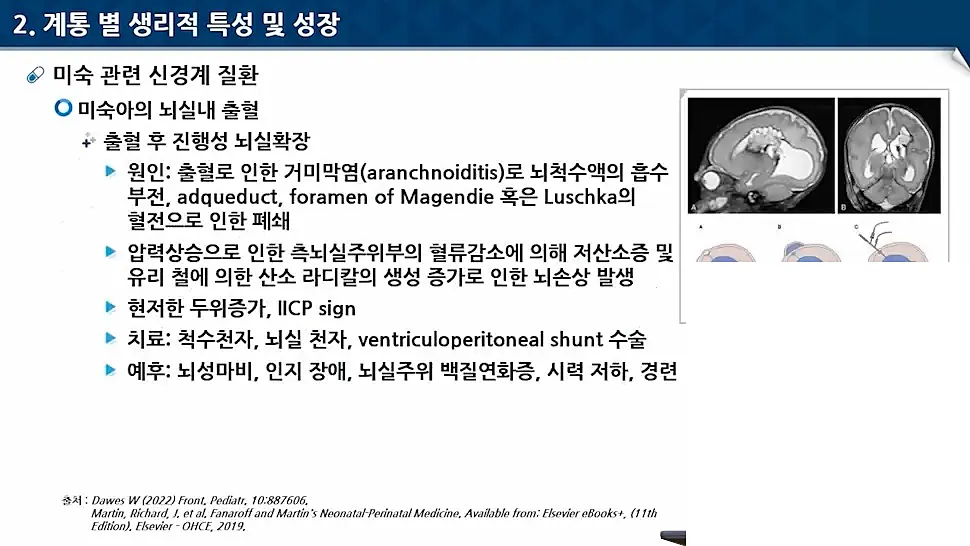 2. 계통 별 생리적 특성 및 성장
미숙 관련 신경계 질환
미숙아의 뇌실내 출혈
출혈 후 진행성 뇌실확장
원인: 출혈로 인한 거미막염(aranchnoiditis)로 뇌척수액의 흡수
부전, adqueduct, foramen of Magendie 혹은 Luschka의
혈전으로 인한 폐쇄
압력상승으로 인한 측뇌실주위부의 혈류감소에 의해 저산소증 및
유리 철에 의한 산소 라디칼의 생성 증가로 인한 뇌손상 발생
현저한 두위증가, IICP sign
치료: 척수천자, 뇌실 천자, ventriculoperitoneal shunt 수술
예후: 뇌성마비, 인지 장애, 뇌실주위 백질연화증, 시력 저하, 경련
A B
A B C
출처 : Dawes W (2022) Front. Pediatr. 10:887606.
Martin, Richard, J. et al. Fanaroff and Martin's Neonatal-Perinatal Medicine. Available from: Elsevier eBooks+, (11th
Edition). Elsevier - OHCE, 2019.